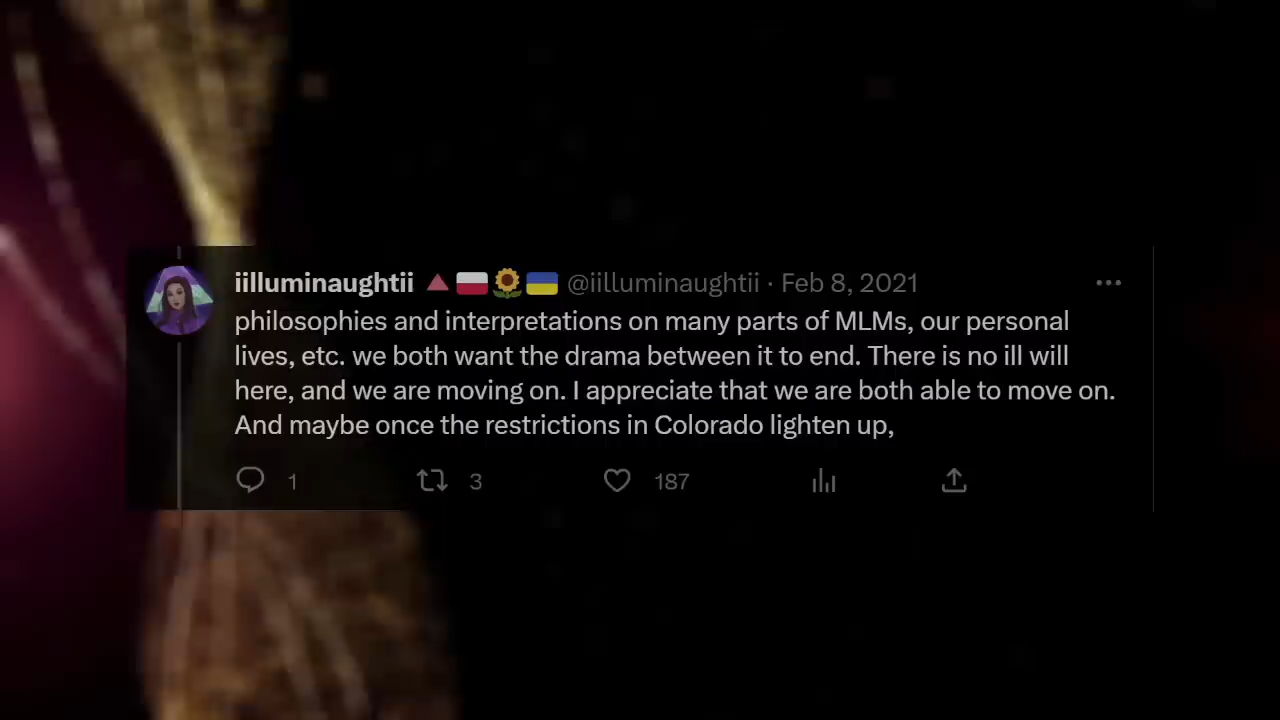 iilluminaughtii 🔺🇵🇱🌻🇺🇦 @iilluminaughtii · Feb 8, 2021
philosophies and interpretations on many parts of MLMs, our personal
lives, etc. we both want the drama between it to end. There is no ill will
here, and we are moving on. I appreciate that we are both able to move on.
And maybe once the restrictions in Colorado lighten up,
1 3 187